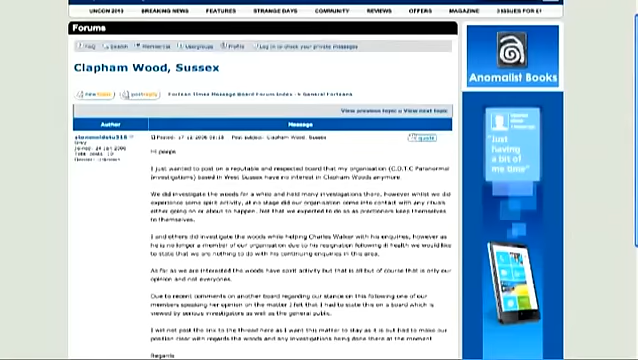 UNCON 2013 BREAKING NEWS FEATURES STRANGE DAYS COMMUNITY REVIEWS OFFERS MAGAZINE 3 ISSUES FOR £1
Forums
FAQ Search Memberlist Usergroups Profile Log in to check your private messages
Clapham Wood, Sussex
new topic post reply Fortean Times Message Board Forum Index -> General Forteana
View previous topic :: View next topic
Author Message
Post subject: Clapham Wood, Sussex quote
Hi peeps
I just wanted to post on a reputable and respected board that my organisation (C.O.T.C Paranormal
Investigations) based in West Sussex have no interest in Clapham Woods anymore.
We did investigate the woods for a while and held many investigations there, however whilst we did
experience some spirit activity, at no stage did our organisation come into contact with any rituals
either going on or about to happen. Not that we expected to do so as practioners keep themselves
to themselves.
I and others did investigate the woods while helping Charles Walker with his enquiries, however as
he is no longer a member of our organisation due to his resignation following ill health we would like
to state that we are nothing to do with his continuing enquiries in this area.
As far as we are interested the woods have spirit activity but that is all but of course that is only our
opinion and not everyones.
Due to recent comments on another board regarding our stance on this following one of our
members speaking her opinion on the matter I felt that I had to state this on a board which is
viewed by serious investigators as well as the general public.
I will not post the link to the thread here as I want this matter to stay as it is but had to make our
position clear with regards the woods and any investigations being done there at the moment
Regards
Anomalist Books
"Just
having a
bit of
me time"